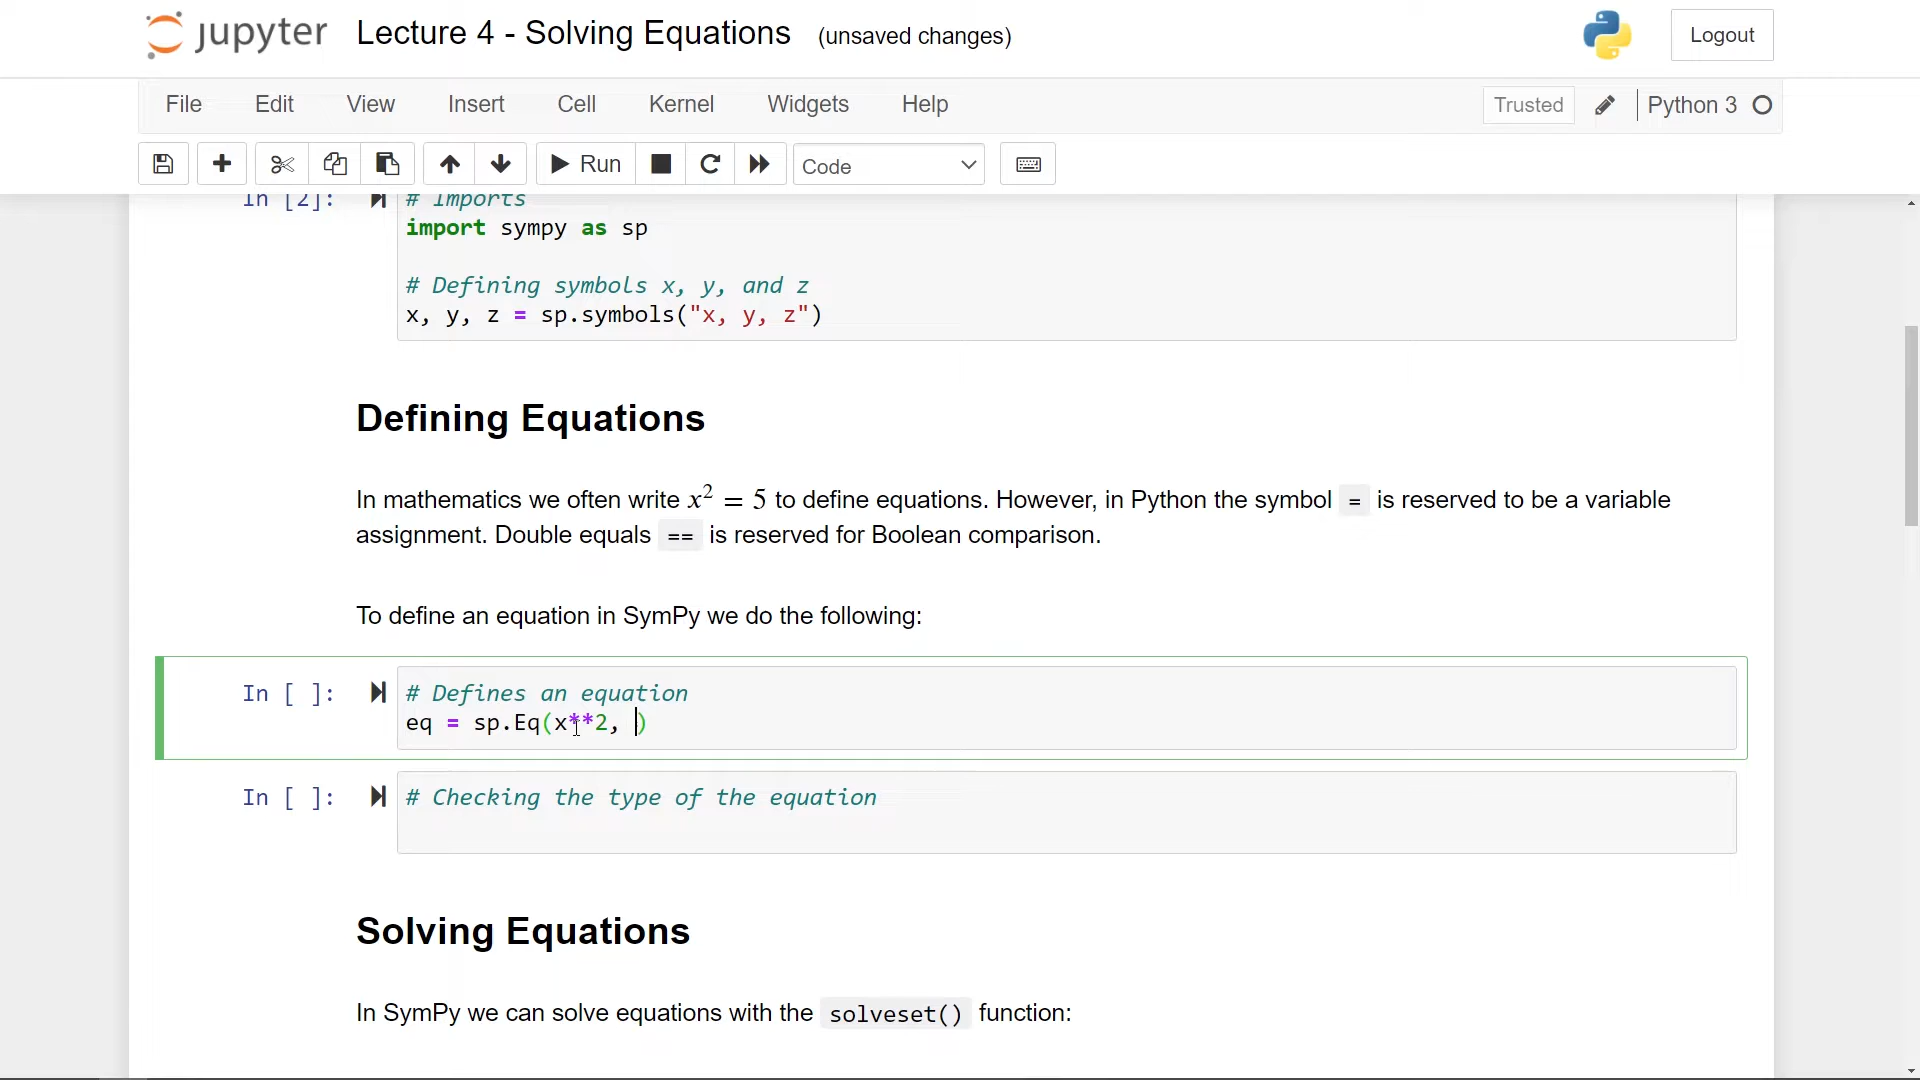 jupyter Lecture 4 - Solving Equations (unsaved changes) Logout
File Edit View Insert Cell Kernel Widgets Help Trusted Python 3
Run Code
In [2]: # Imports
import sympy as sp
# Defining symbols x, y, and z
x, y, z = sp.symbols("x, y, z")
Defining Equations
In mathematics we often write x² = 5 to define equations. However, in Python the symbol = is reserved to be a variable
assignment. Double equals == is reserved for Boolean comparison.
To define an equation in SymPy we do the following:
In [ ]: # Defines an equation
eq = sp.Eq(x**2, )
In [ ]: # Checking the type of the equation
Solving Equations
In SymPy we can solve equations with the solveset() function: